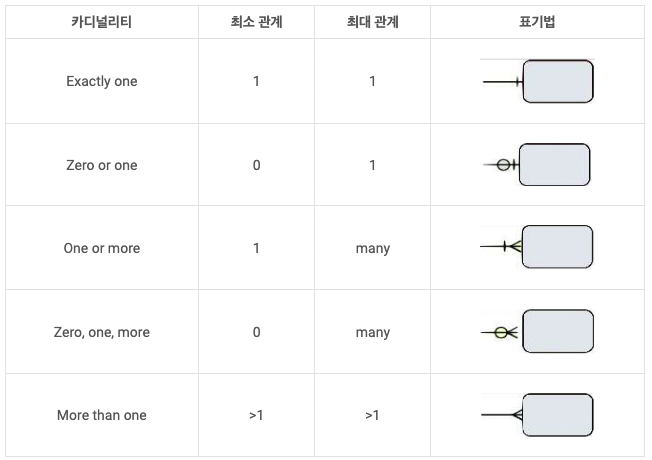 카디널리티 최소 관계 최대 관계 표기법
Exactly one 1 1
Zero or one 0 1
One or more 1 many
Zero, one, more 0 many
More than one >1 >1